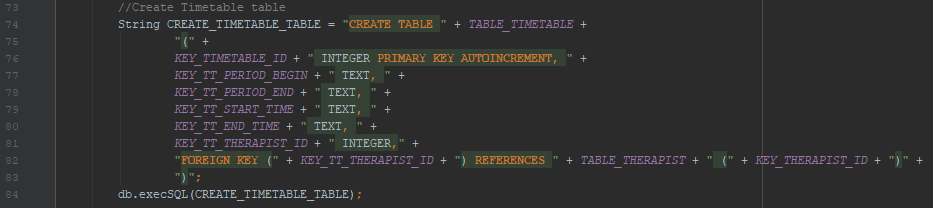 73 //Create Timetable table
74 String CREATE_TIMETABLE_TABLE = "CREATE TABLE " + TABLE_TIMETABLE +
75 "(" +
76 KEY_TIMETABLE_ID + " INTEGER PRIMARY KEY AUTOINCREMENT, " +
77 KEY_TT_PERIOD_BEGIN + " TEXT, " +
78 KEY_TT_PERIOD_END + " TEXT, " +
79 KEY_TT_START_TIME + " TEXT, " +
80 KEY_TT_END_TIME + " TEXT, " +
81 KEY_TT_THERAPIST_ID + " INTEGER," +
82 "FOREIGN KEY (" + KEY_TT_THERAPIST_ID + ") REFERENCES " + TABLE_THERAPIST + " (" + KEY_THERAPIST_ID + ")" +
83 ")";
84 db.execSQL(CREATE_TIMETABLE_TABLE);